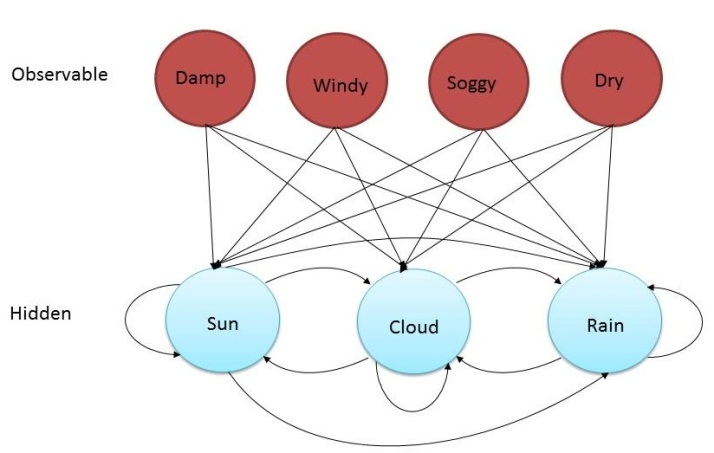 Observable
Damp
Windy
Soggy
Dry
Hidden
Sun
Cloud
Rain